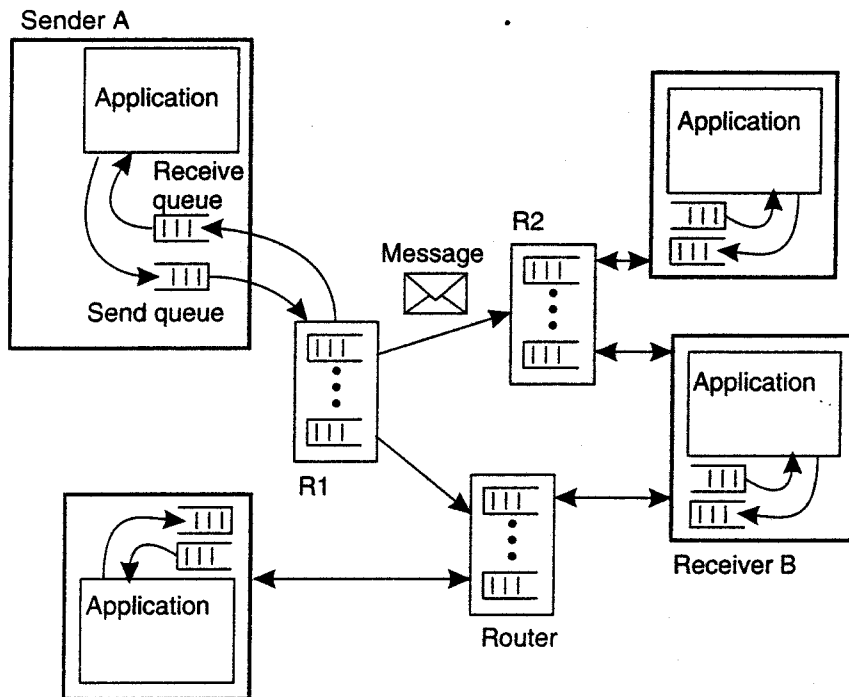 Sender A
Application
Receive
queue
Send queue
R1
Message
R2
Application
Application
Receiver B
Router
Application